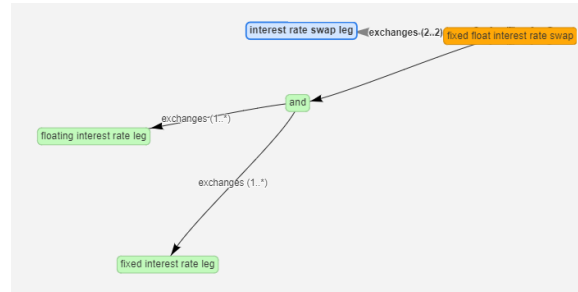 interest rate swap leg
exchanges (2..2)
fixed float interest rate swap
and
exchanges (1..*)
floating interest rate leg
exchanges (1..*)
fixed interest rate leg